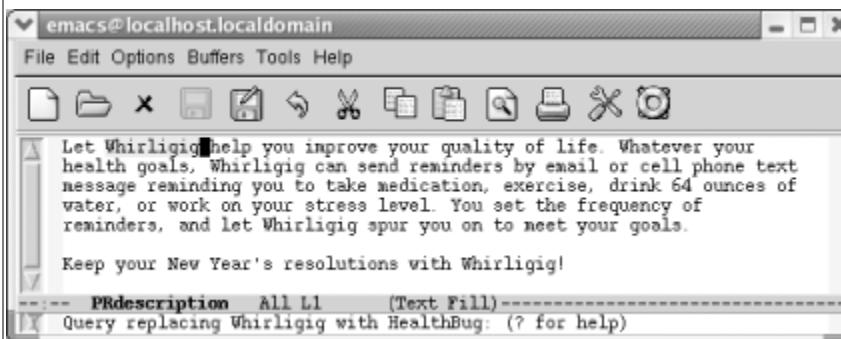 emacs@localhost.localdomain
File Edit Options Buffers Tools Help
Let Whirligig help you improve your quality of life. Whatever your
health goals, Whirligig can send reminders by email or cell phone text
message reminding you to take medication, exercise, drink 64 ounces of
water, or work on your stress level. You set the frequency of
reminders, and let Whirligig spur you on to meet your goals.
Keep your New Year's resolutions with Whirligig!
--:-- PRdescription All L1 (Text Fill)----------------------------------
Query replacing Whirligig with HealthBug: (? for help)